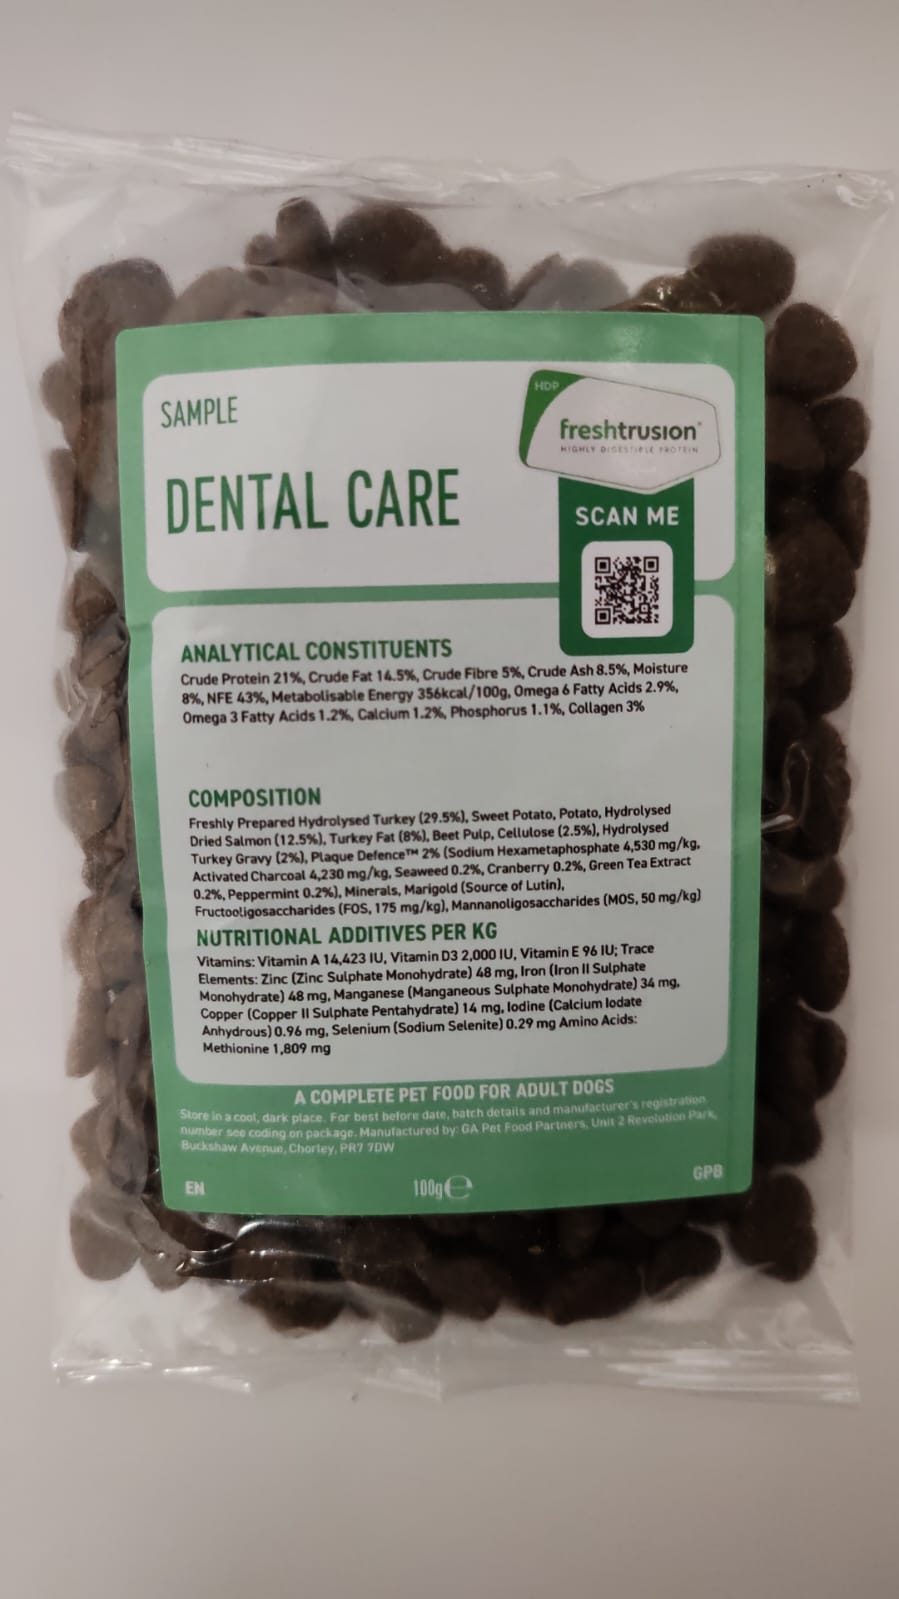 SAMPLE
DENTAL CARE
HDP
freshtrusion®
HIGHLY DIGESTIBLE PROTEIN
SCAN ME
ANALYTICAL CONSTITUENTS
Crude Protein 21%, Crude Fat 14.5%, Crude Fibre 5%, Crude Ash 8.5%, Moisture
8%, NFE 43%, Metabolisable Energy 356kcal/100g, Omega 6 Fatty Acids 2.9%,
Omega 3 Fatty Acids 1.2%, Calcium 1.2%, Phosphorus 1.1%, Collagen 3%
COMPOSITION
Freshly Prepared Hydrolysed Turkey (29.5%), Sweet Potato, Potato, Hydrolysed
Dried Salmon (12.5%), Turkey Fat (8%), Beet Pulp, Cellulose (2.5%), Hydrolysed
Turkey Gravy (2%), Plaque Defence™ 2% (Sodium Hexametaphosphate 4,530 mg/kg,
Activated Charcoal 4,230 mg/kg, Seaweed 0.2%, Cranberry 0.2%, Green Tea Extract
0.2%, Peppermint 0.2%), Minerals, Marigold (Source of Lutin),
Fructooligosaccharides (FOS, 175 mg/kg), Mannanoligosaccharides (MOS, 50 mg/kg)
NUTRITIONAL ADDITIVES PER KG
Vitamins: Vitamin A 14,423 IU, Vitamin D3 2,000 IU, Vitamin E 96 IU; Trace
Elements: Zinc (Zinc Sulphate Monohydrate) 48 mg, Iron (Iron II Sulphate
Monohydrate) 48 mg, Manganese (Manganeous Sulphate Monohydrate) 34 mg,
Copper (Copper II Sulphate Pentahydrate) 14 mg, Iodine (Calcium Iodate
Anhydrous) 0.96 mg, Selenium (Sodium Selenite) 0.29 mg Amino Acids:
Methionine 1,809 mg
A COMPLETE PET FOOD FOR ADULT DOGS
Store in a cool, dark place. For best before date, batch details and manufacturer's registration
number see coding on package. Manufactured by: GA Pet Food Partners, Unit 2 Revolution Park,
Buckshaw Avenue, Chorley, PR7 7DW
EN
100g℮
GPB